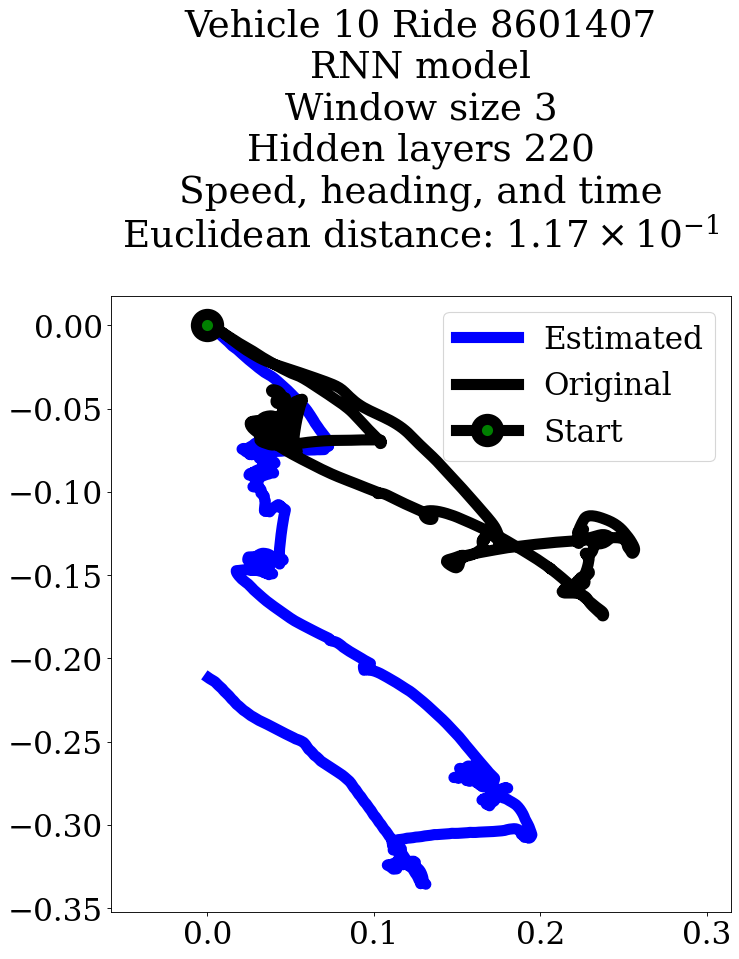 Vehicle 10 Ride 8601407
RNN model
Window size 3
Hidden layers 220
Speed, heading, and time
Euclidean distance: 1.17 × 10⁻¹
Estimated
Original
Start
0.00
−0.05
−0.10
−0.15
−0.20
−0.25
−0.30
−0.35
0.0 0.1 0.2 0.3